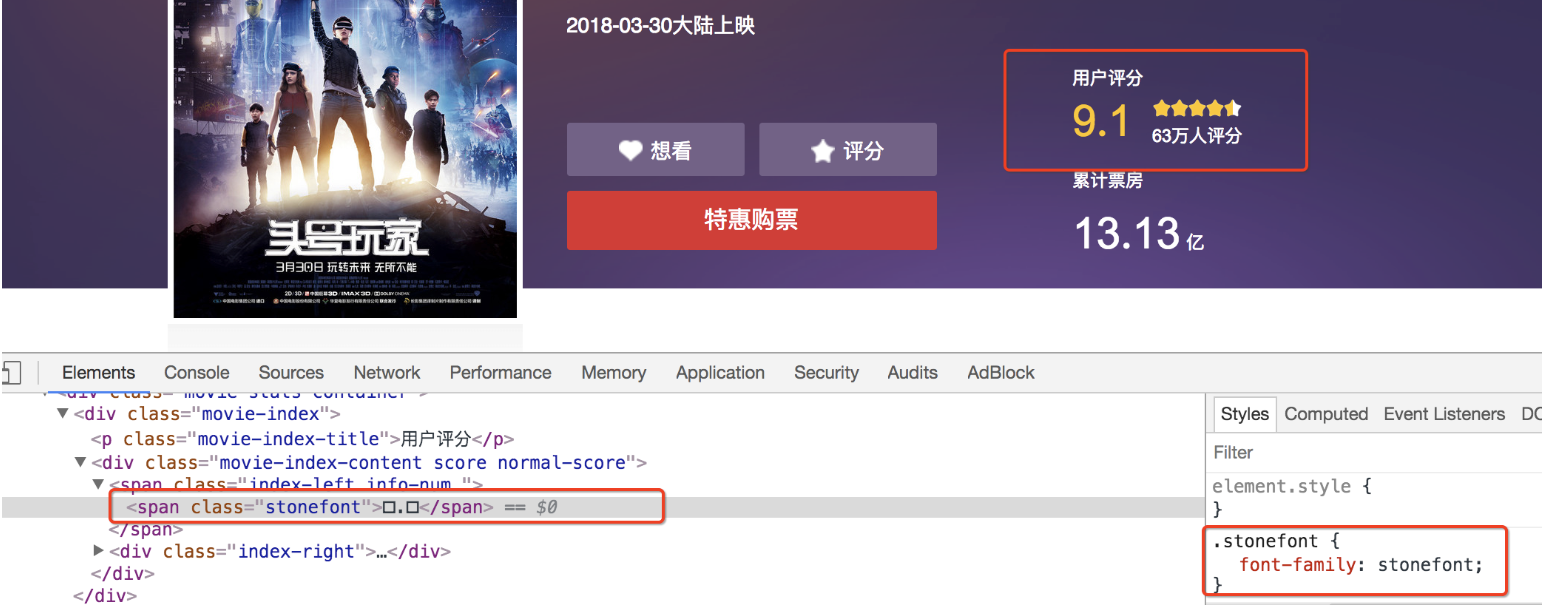 2018-03-30大陆上映
用户评分
9.1
63万人评分
想看
评分
累计票房
特惠购票
13.13 亿
头号玩家
3月30日 玩转未来 无所不能
Elements Console Sources Network Performance Memory Application Security Audits AdBlock
<div class="movie-stats-container">
▼<div class="movie-index">
<p class="movie-index-title">用户评分</p>
▼<div class="movie-index-content score normal-score">
▼<span class="index-left info-num ">
<span class="stonefont">□.□</span> == $0
</span>
▶<div class="index-right">…</div>
</div>
</div>
Styles Computed Event Listeners DO
Filter
element.style {
}
.stonefont {
font-family: stonefont;
}